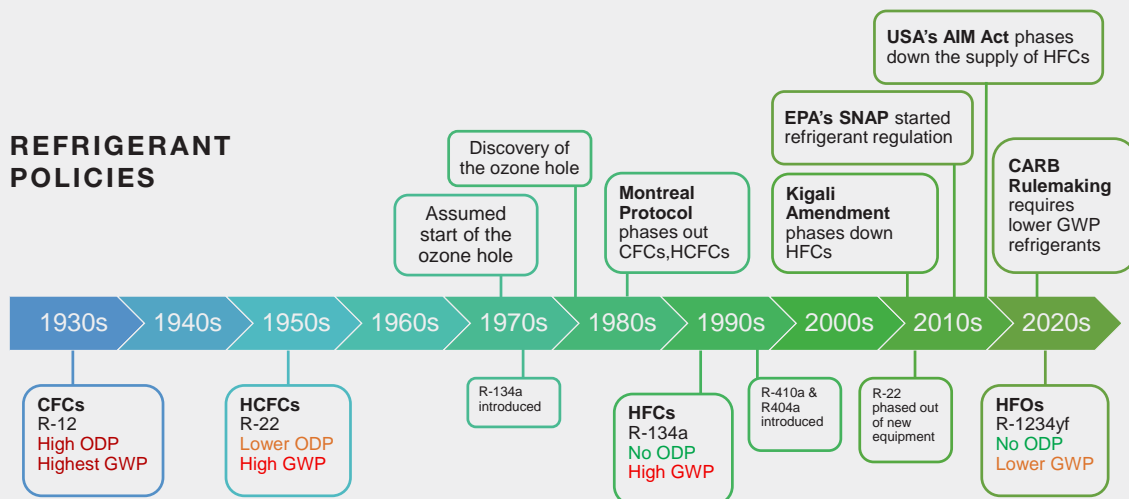 REFRIGERANT
POLICIES
USA's AIM Act phases
down the supply of HFCs
EPA's SNAP started
refrigerant regulation
Discovery of
the ozone hole
CARB
Rulemaking
requires
lower GWP
refrigerants
Montreal
Protocol
phases out
CFCs,HCFCs
Kigali
Amendment
phases down
HFCs
Assumed
start of the
ozone hole
1930s
1940s
1950s
1960s
1970s
1980s
1990s
2000s
2010s
2020s
CFCs
R-12
High ODP
Highest GWP
HCFCs
R-22
Lower ODP
High GWP
R-134a
introduced
HFCs
R-134a
No ODP
High GWP
R-410a &
R404a
introduced
R-22
phased out
of new
equipment
HFOs
R-1234yf
No ODP
Lower GWP